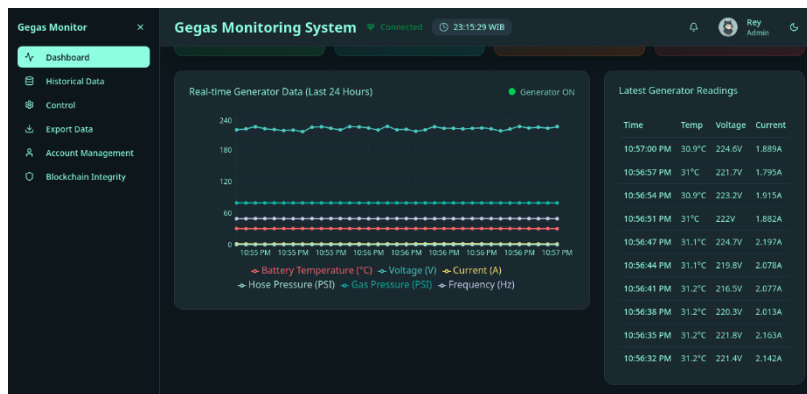 Gegas Monitor ×
Dashboard
Historical Data
Control
Export Data
Account Management
Blockchain Integrity
Gegas Monitoring System Connected 23:15:29 WIB
Rey
Admin
Real-time Generator Data (Last 24 Hours) Generator ON
240
180
120
60
0
10:55 PM 10:55 PM 10:55 PM 10:56 PM 10:56 PM 10:56 PM 10:56 PM 10:56 PM 10:57 PM
Battery Temperature (°C) Voltage (V) Current (A)
Hose Pressure (PSI) Gas Pressure (PSI) Frequency (Hz)
Latest Generator Readings
Time Temp Voltage Current
10:57:00 PM 30.9°C 224.6V 1.889A
10:56:57 PM 31°C 221.7V 1.795A
10:56:54 PM 30.9°C 223.2V 1.915A
10:56:51 PM 31°C 222V 1.882A
10:56:47 PM 31.1°C 224.7V 2.197A
10:56:44 PM 31.1°C 219.8V 2.078A
10:56:41 PM 31.2°C 216.5V 2.077A
10:56:38 PM 31.2°C 220.3V 2.013A
10:56:35 PM 31.2°C 221.8V 2.163A
10:56:32 PM 31.2°C 221.4V 2.142A